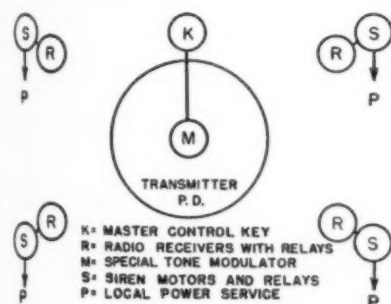 S
R
P
K
S
R
P
M
TRANSMITTER
P. D.
S
R
P
R
S
P
K= MASTER CONTROL KEY
R= RADIO RECEIVERS WITH RELAYS
M= SPECIAL TONE MODULATOR
S= SIREN MOTORS AND RELAYS
P= LOCAL POWER SERVICE